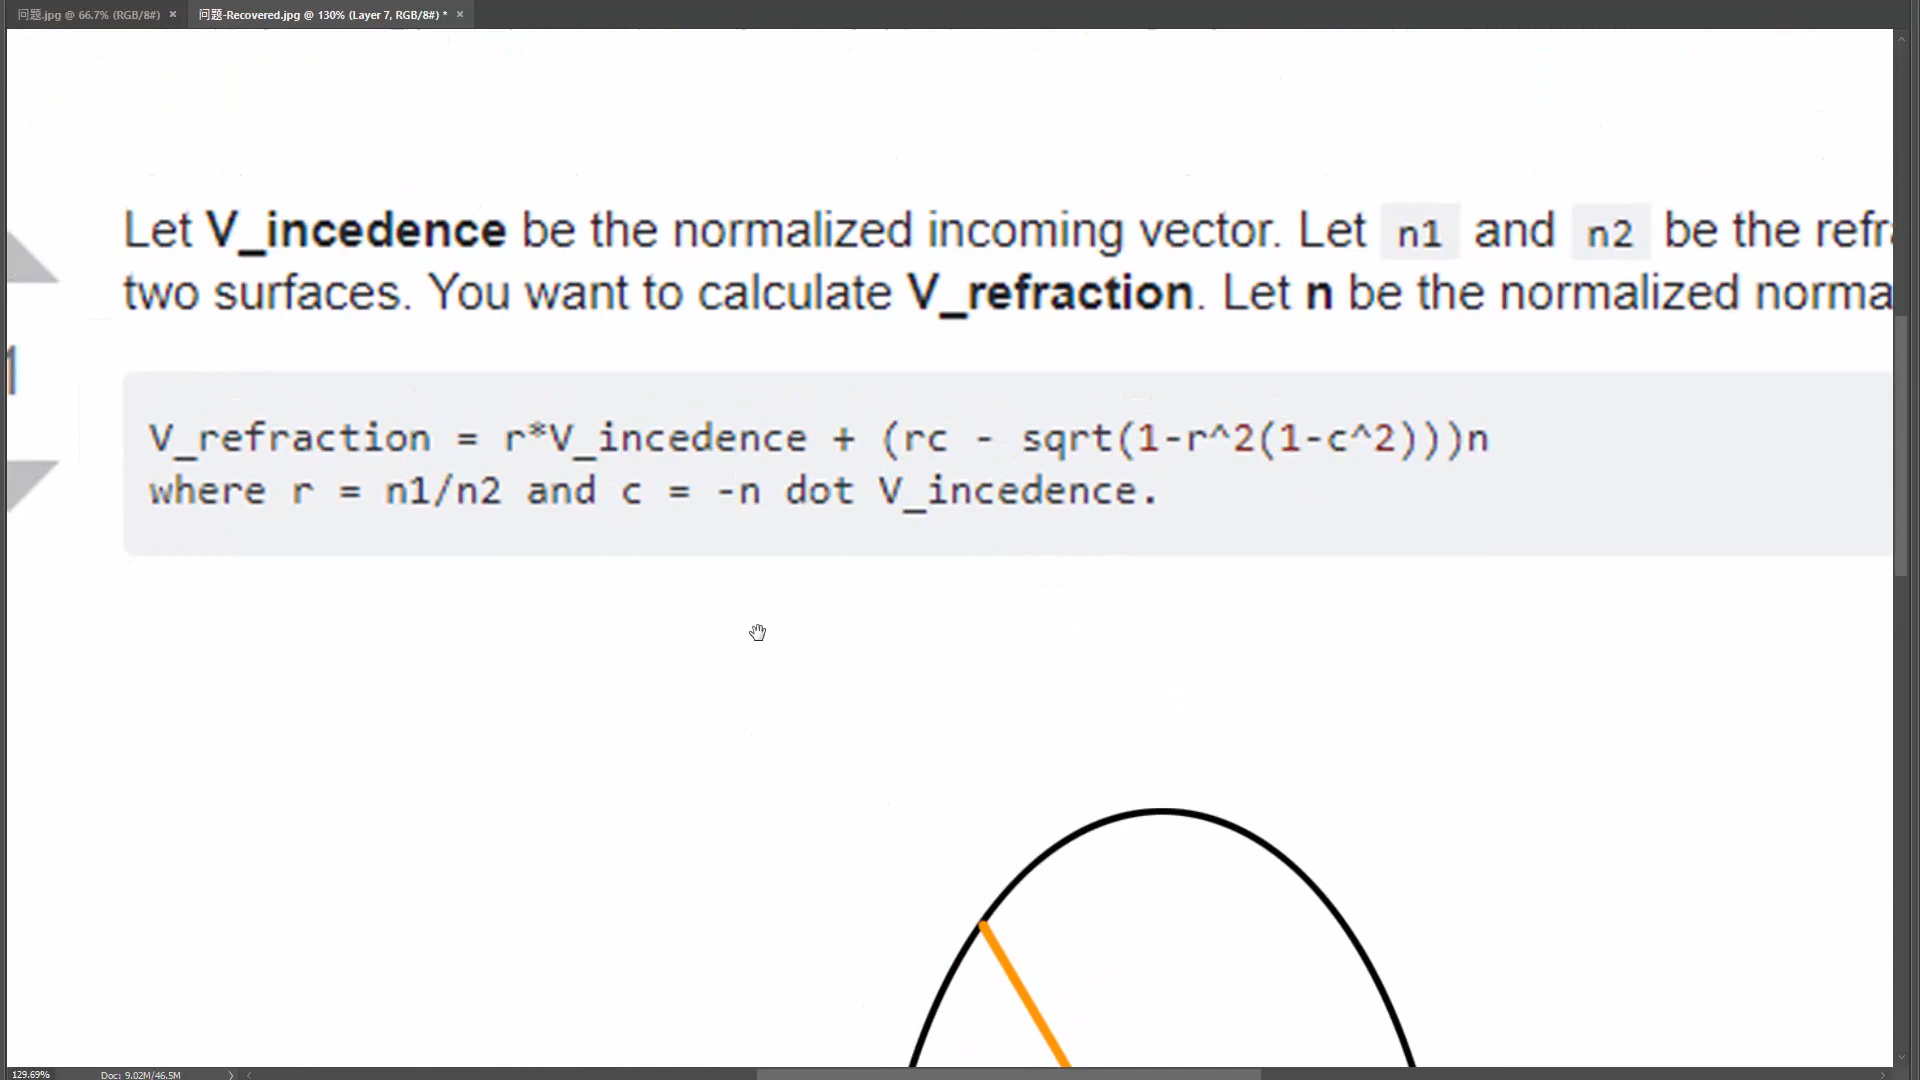 问题.jpg @ 66.7% (RGB/8#) ×
问题-Recovered.jpg @ 130% (Layer 7, RGB/8#) * ×
Let V_incedence be the normalized incoming vector. Let n1 and n2 be the refr
two surfaces. You want to calculate V_refraction. Let n be the normalized norma
1
V_refraction = r*V_incedence + (rc - sqrt(1-r^2(1-c^2)))n
where r = n1/n2 and c = -n dot V_incedence.
129.69% Doc: 9.02M/46.5M